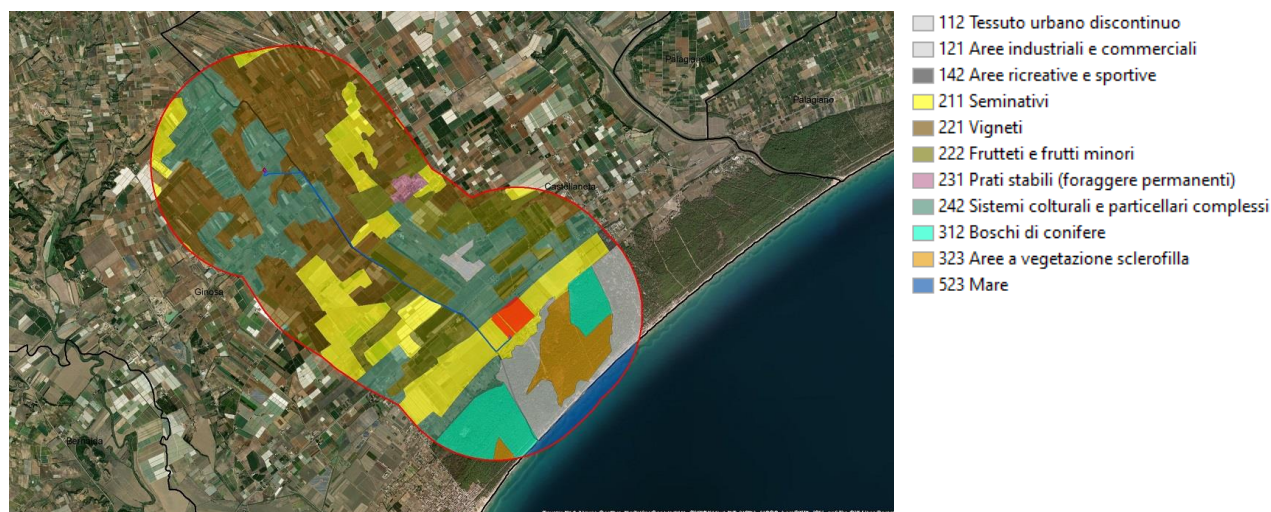 Palagianello
Palagiano
Castellaneta
Ginosa
Bernalda
112 Tessuto urbano discontinuo
121 Aree industriali e commerciali
142 Aree ricreative e sportive
211 Seminativi
221 Vigneti
222 Frutteti e frutti minori
231 Prati stabili (foraggere permanenti)
242 Sistemi colturali e particellari complessi
312 Boschi di conifere
323 Aree a vegetazione sclerofilla
523 Mare